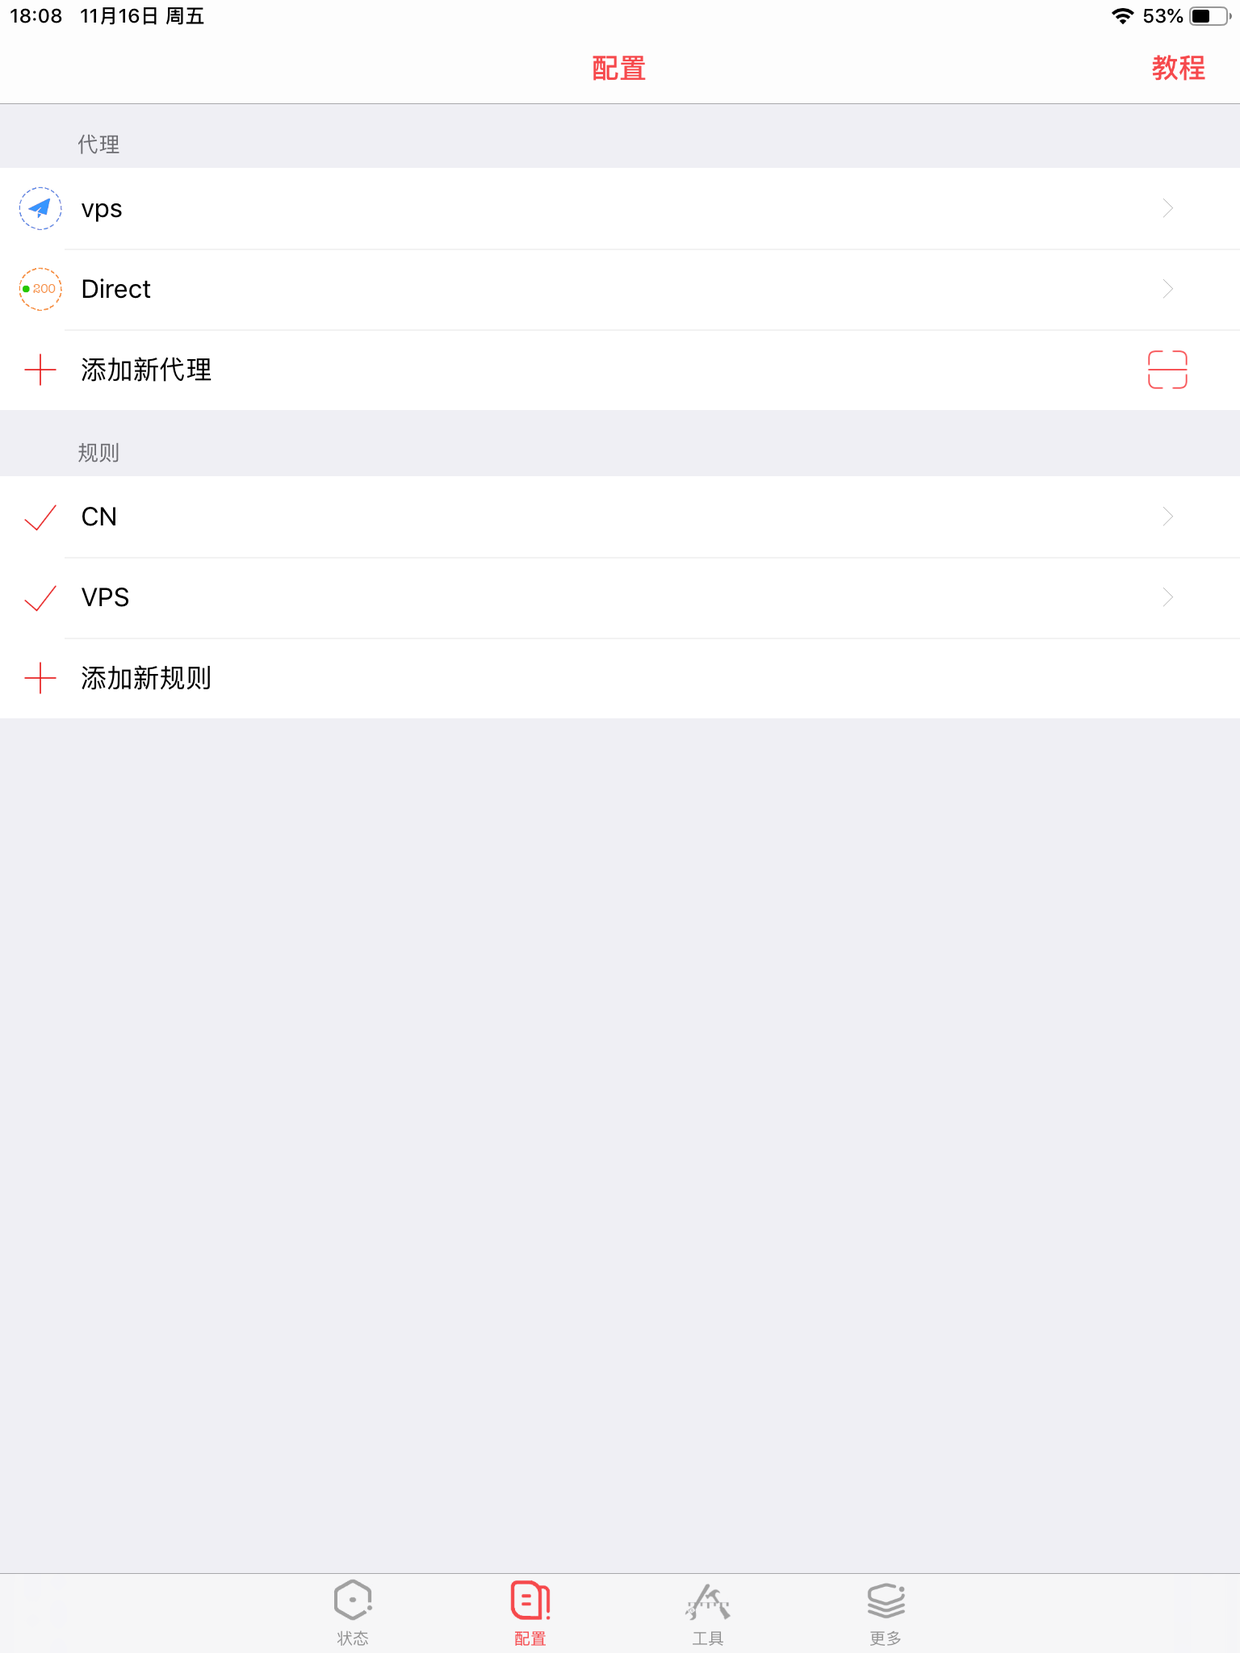 18:08 11月16日 周五 53%
配置 教程
代理
vps
200 Direct
添加新代理
规则
CN
VPS
添加新规则
状态 配置 工具 更多